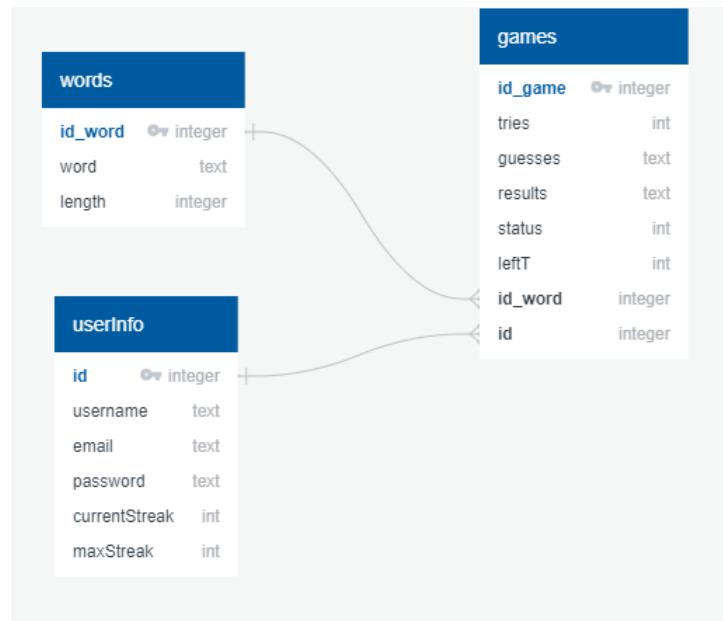 words
id_word integer
word text
length integer
userInfo
id integer
username text
email text
password text
currentStreak int
maxStreak int
games
id_game integer
tries int
guesses text
results text
status int
leftT int
id_word integer
id integer